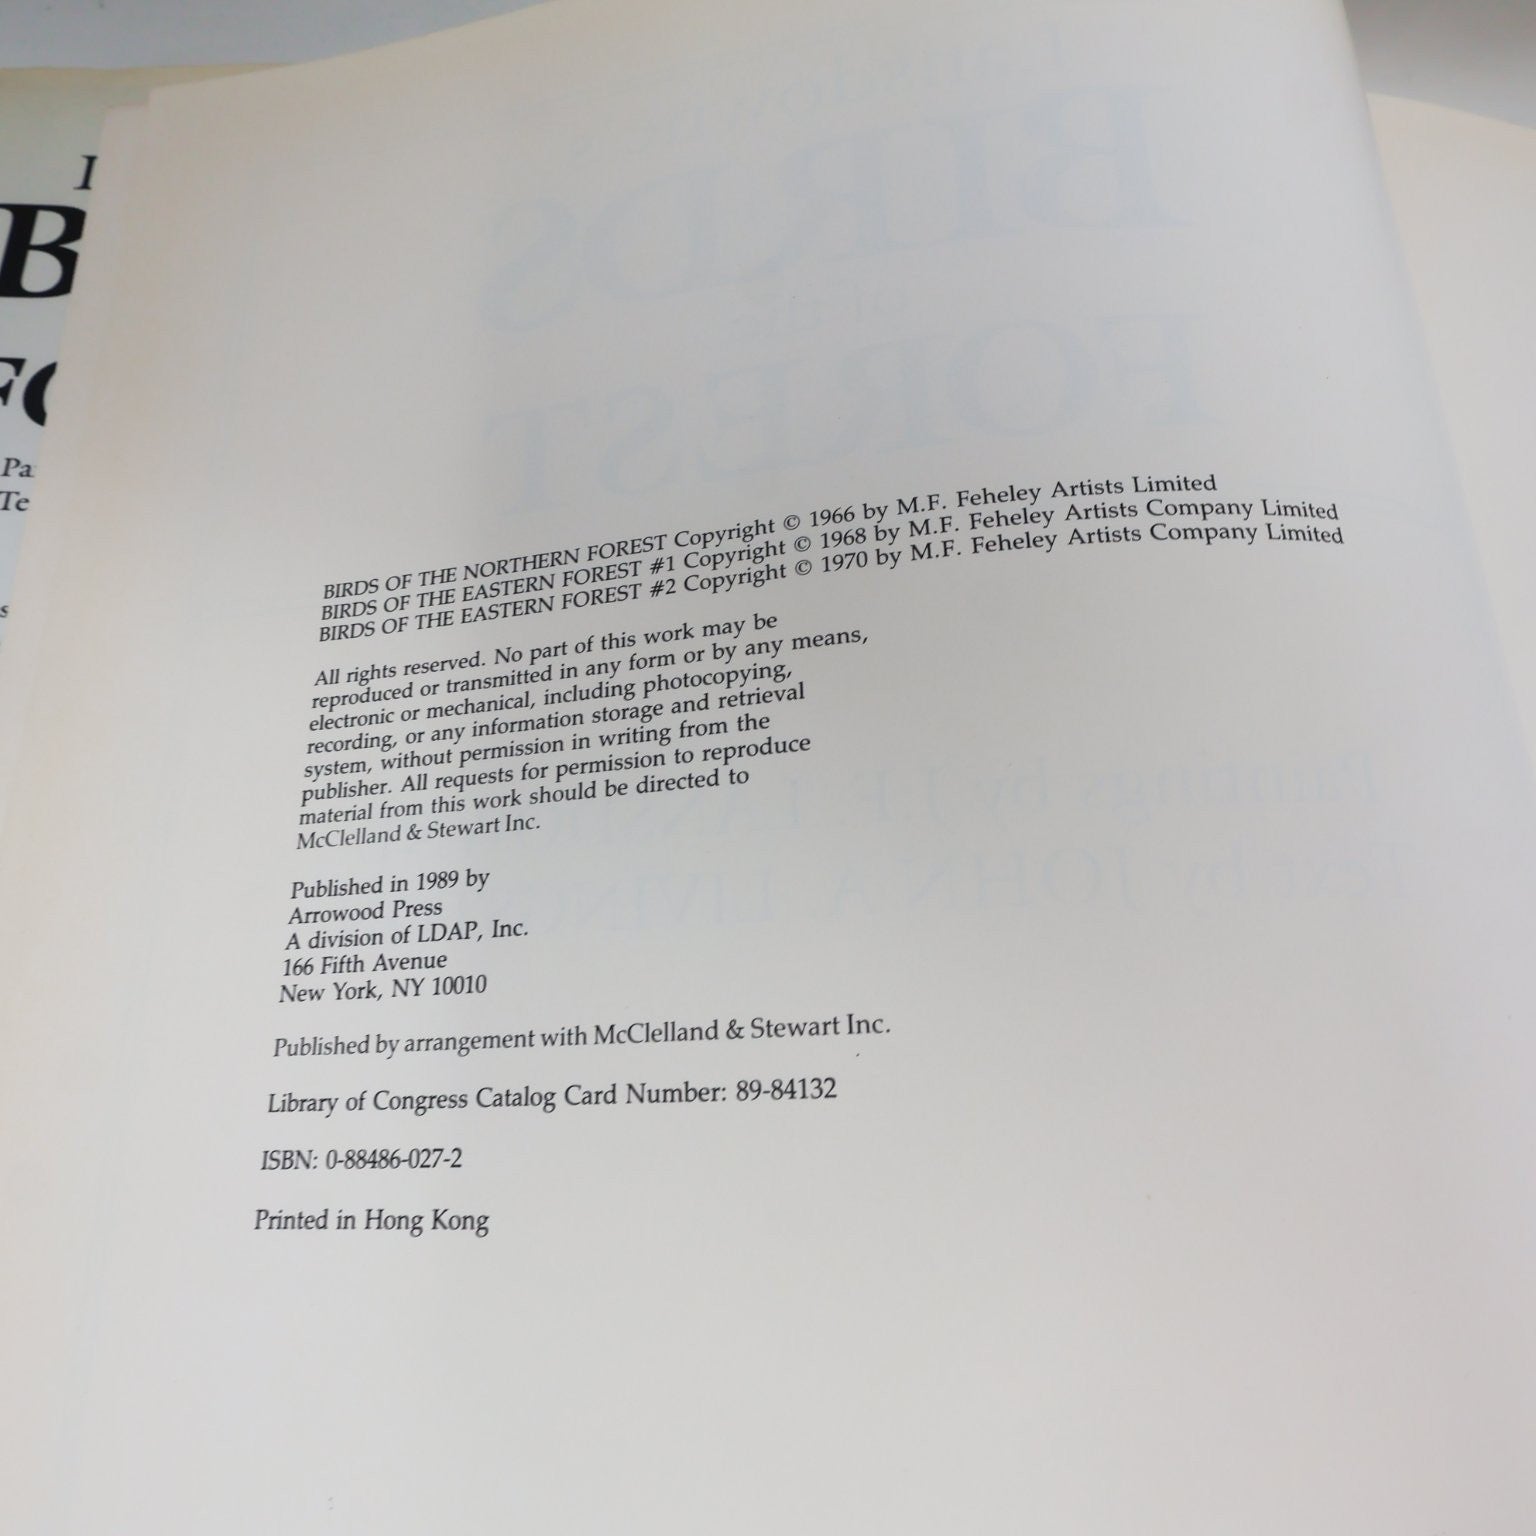 BIRDS OF THE NORTHERN FOREST Copyright © 1966 by M.F. Feheley Artists Limited
BIRDS OF THE EASTERN FOREST #1 Copyright © 1968 by M.F. Feheley Artists Company Limited
BIRDS OF THE EASTERN FOREST #2 Copyright © 1970 by M.F. Feheley Artists Company Limited
All rights reserved. No part of this work may be
reproduced or transmitted in any form or by any means,
electronic or mechanical, including photocopying,
recording, or any information storage and retrieval
system, without permission in writing from the
publisher. All requests for permission to reproduce
material from this work should be directed to
McClelland & Stewart Inc.
Published in 1989 by
Arrowood Press
A division of LDAP, Inc.
166 Fifth Avenue
New York, NY 10010
Published by arrangement with McClelland & Stewart Inc.
Library of Congress Catalog Card Number: 89-84132
ISBN: 0-88486-027-2
Printed in Hong Kong